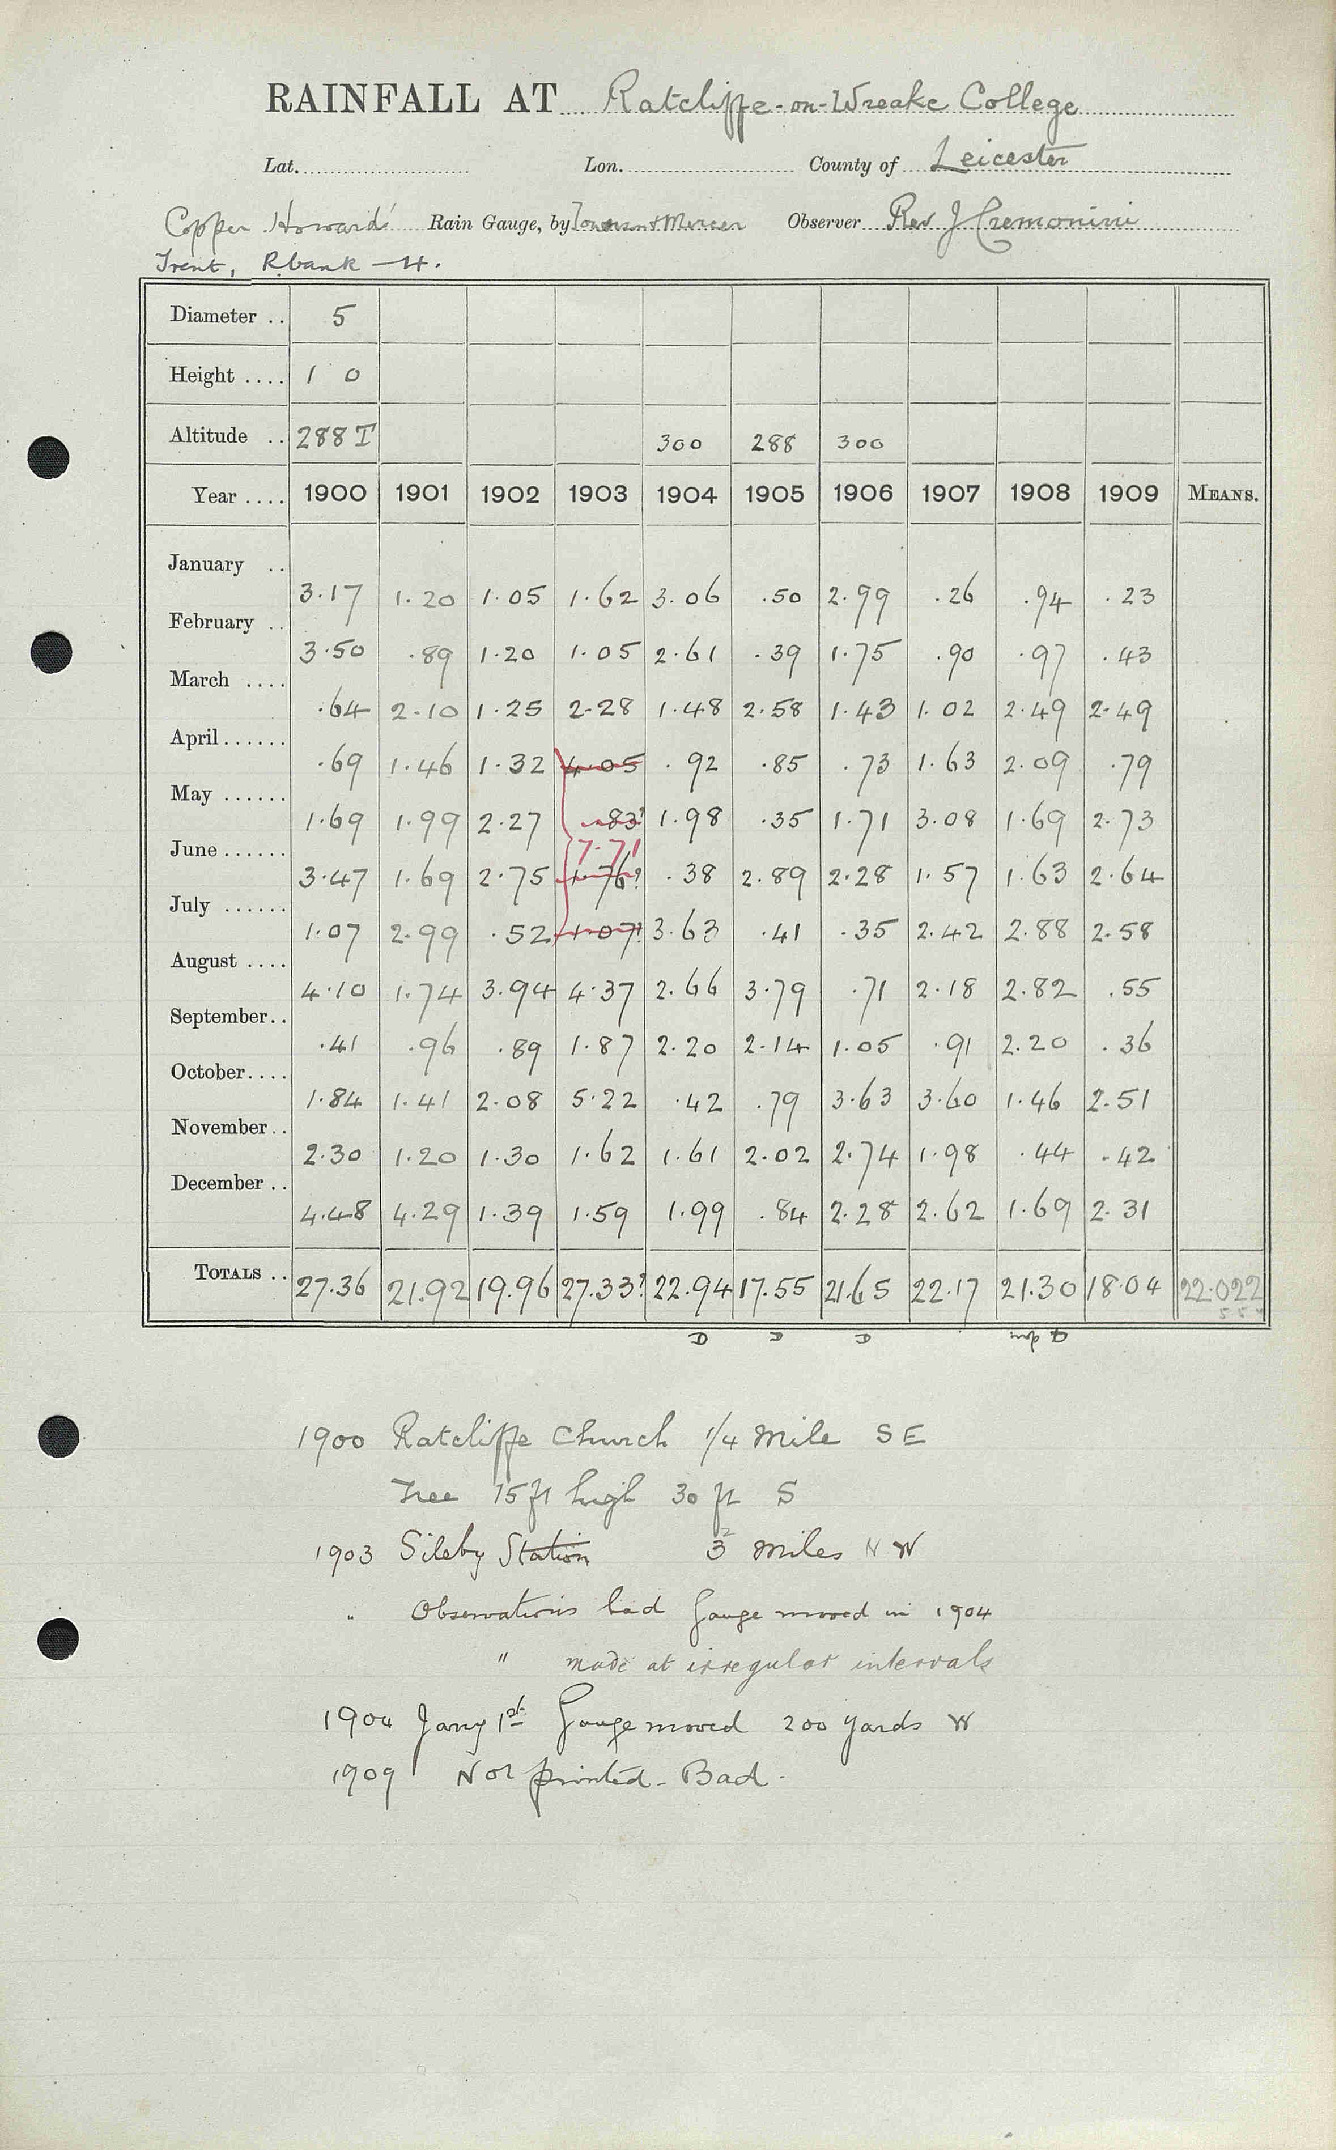 RAINFALL AT Ratcliffe-on-Wreake College
Lat. Lon. County of Leicester
Copper Howard's Rain Gauge, by Townson & Mercer Observer Rev J Cremonini
Trent, R bank — 4.
Diameter .. 5
Height .... 1 0
Altitude .. 288 T 300 288 300
Year .... 1900 1901 1902 1903 1904 1905 1906 1907 1908 1909 MEANS.
January .. 3.17 1.20 1.05 1.62 3.06 .50 2.99 .26 .94 .23
February .. 3.50 .89 1.20 1.05 2.61 .39 1.75 .90 .97 .43
March .... .64 2.10 1.25 2.28 1.48 2.58 1.43 1.02 2.49 2.49
April...... .69 1.46 1.32 4.05 .92 .85 .73 1.63 2.09 .79
May ...... 1.69 1.99 2.27 .83? 1.98 .35 1.71 3.08 1.69 2.73
7.71
June ...... 3.47 1.69 2.75 1.76? .38 2.89 2.28 1.57 1.63 2.64
July ...... 1.07 2.99 .52 1.07? 3.63 .41 .35 2.42 2.88 2.58
August .... 4.10 1.74 3.94 4.37 2.66 3.79 .71 2.18 2.82 .55
September.. .41 .96 .89 1.87 2.20 2.14 1.05 .91 2.20 .36
October.... 1.84 1.41 2.08 5.22 .42 .79 3.63 3.60 1.46 2.51
November.. 2.30 1.20 1.30 1.62 1.61 2.02 2.74 1.98 .44 .42
December .. 4.48 4.29 1.39 1.59 1.99 .84 2.28 2.62 1.69 2.31
TOTALS .. 27.36 21.92 19.96 27.33? 22.94 17.55 21.65 22.17 21.30 18.04 22.022
D D D D
1900 Ratcliffe Church 1/4 Mile S E
Tree 15 ft high 30 ft S
1903 Sileby Station 3 Miles N W
" Observations bad Gauge moved in 1904
" made at irregular intervals
1904 Jany 1st Gauge moved 200 yards W
1909 Not printed - Bad.